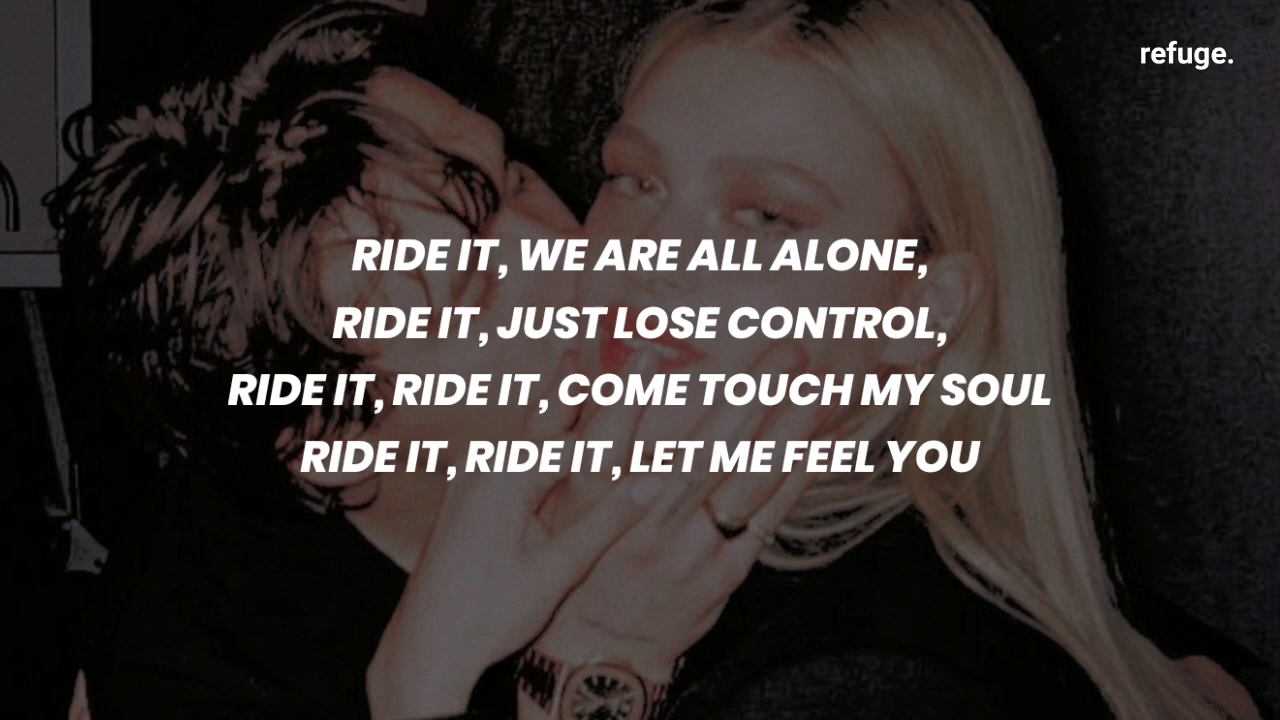 refuge.
RIDE IT, WE ARE ALL ALONE,
RIDE IT, JUST LOSE CONTROL,
RIDE IT, RIDE IT, COME TOUCH MY SOUL
RIDE IT, RIDE IT, LET ME FEEL YOU